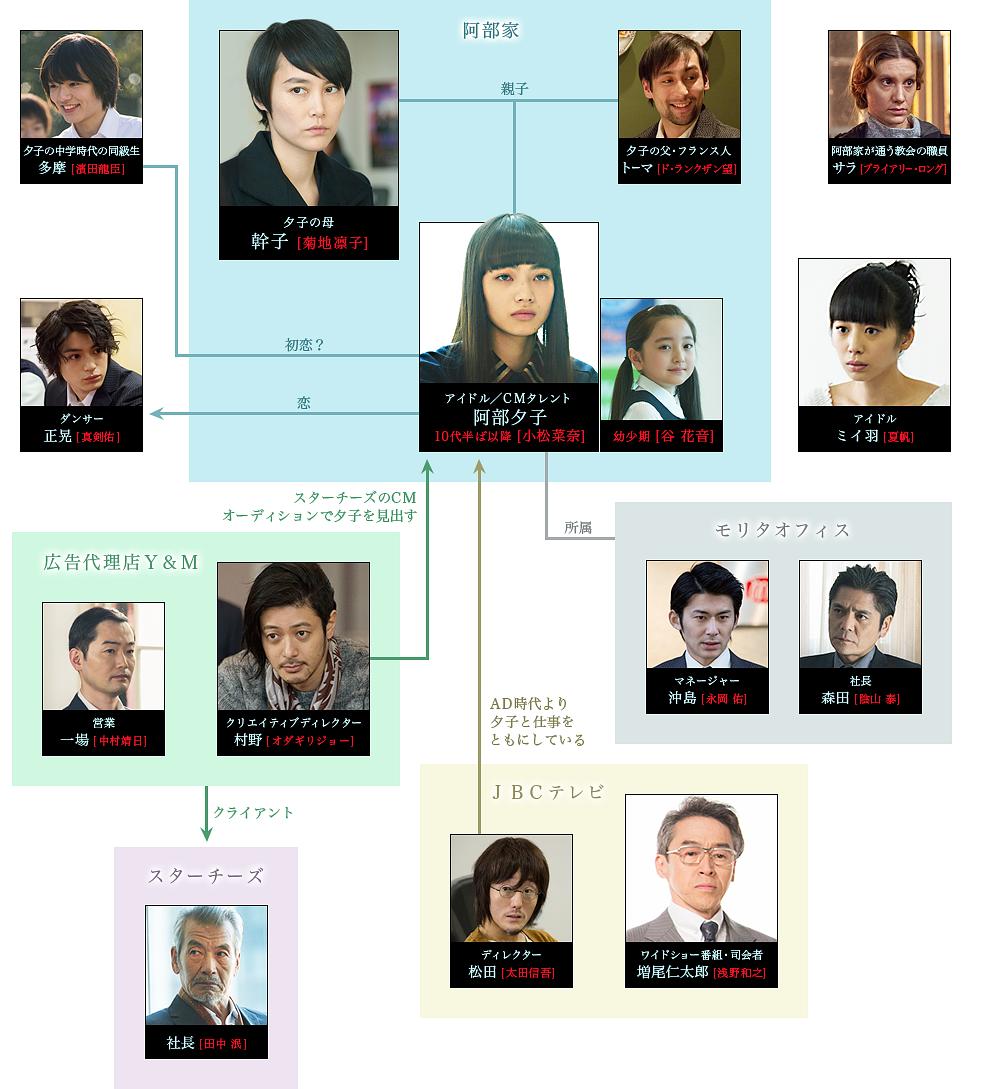 阿部家
親子
夕子の中学時代の同級生
多摩 [濱田龍臣]
夕子の母
幹子 [菊地凛子]
夕子の父・フランス人
トーマ [ド・ランクザン望]
阿部家が通う教会の職員
サラ [ブライアリー・ロング]
初恋？
恋
ダンサー
正晃 [真剣佑]
アイドル／CMタレント
阿部夕子
10代半ば以降 [小松菜奈]
幼少期 [谷 花音]
アイドル
ミイ羽 [夏帆]
スターチーズのCM
オーディションで夕子を見出す
所属
広告代理店Ｙ＆Ｍ
営業
一場 [中村靖日]
クリエイティブディレクター
村野 [オダギリジョー]
モリタオフィス
マネージャー
沖島 [永岡 佑]
社長
森田 [陰山 泰]
AD時代より
夕子と仕事を
ともにしている
クライアント
スターチーズ
社長 [田中 泯]
ＪＢＣテレビ
ディレクター
松田 [太田信吾]
ワイドショー番組・司会者
増尾仁太郎 [浅野和之]